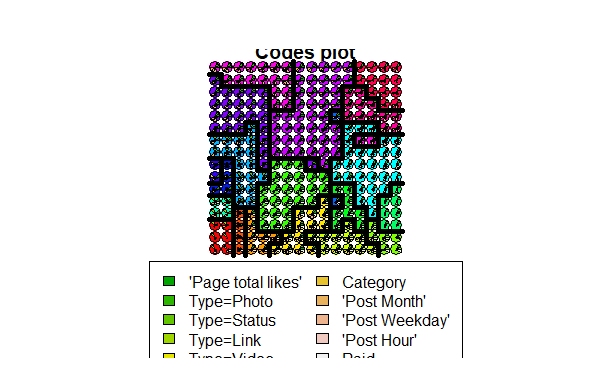 Codes plot
'Page total likes' Category
Type=Photo 'Post Month'
Type=Status 'Post Weekday'
Type=Link 'Post Hour'
Type=Video Paid